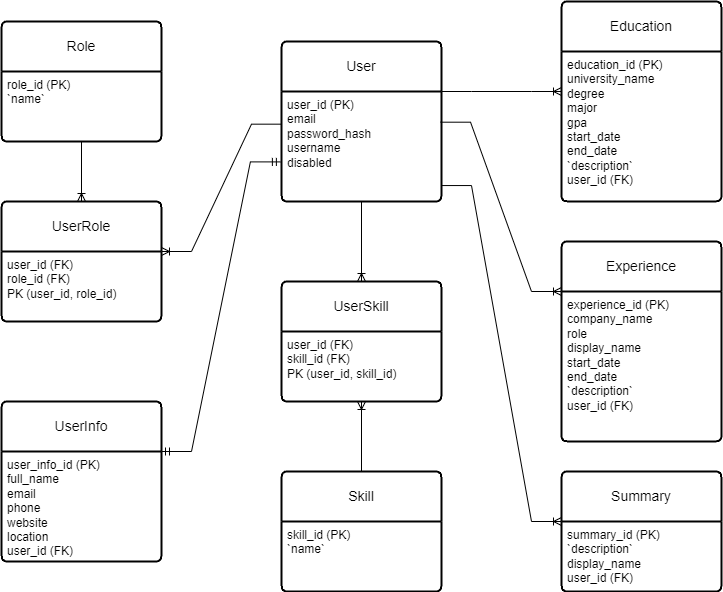 Role
role_id (PK)
`name`
User
user_id (PK)
email
password_hash
username
disabled
Education
education_id (PK)
university_name
degree
major
gpa
start_date
end_date
`description`
user_id (FK)
UserRole
user_id (FK)
role_id (FK)
PK (user_id, role_id)
UserSkill
user_id (FK)
skill_id (FK)
PK (user_id, skill_id)
Experience
experience_id (PK)
company_name
role
display_name
start_date
end_date
`description`
user_id (FK)
UserInfo
user_info_id (PK)
full_name
email
phone
website
location
user_id (FK)
Skill
skill_id (PK)
`name`
Summary
summary_id (PK)
`description`
display_name
user_id (FK)